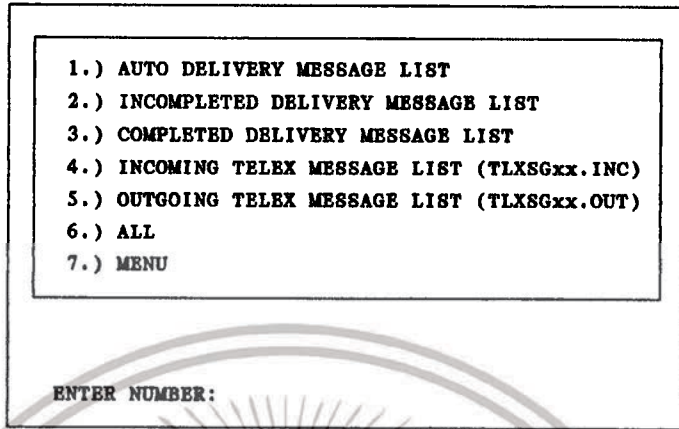 1.) AUTO DELIVERY MESSAGE LIST
2.) INCOMPLETED DELIVERY MESSAGE LIST
3.) COMPLETED DELIVERY MESSAGE LIST
4.) INCOMING TELEX MESSAGE LIST (TLXSGxx.INC)
5.) OUTGOING TELEX MESSAGE LIST (TLXSGxx.OUT)
6.) ALL
7.) MENU
ENTER NUMBER: